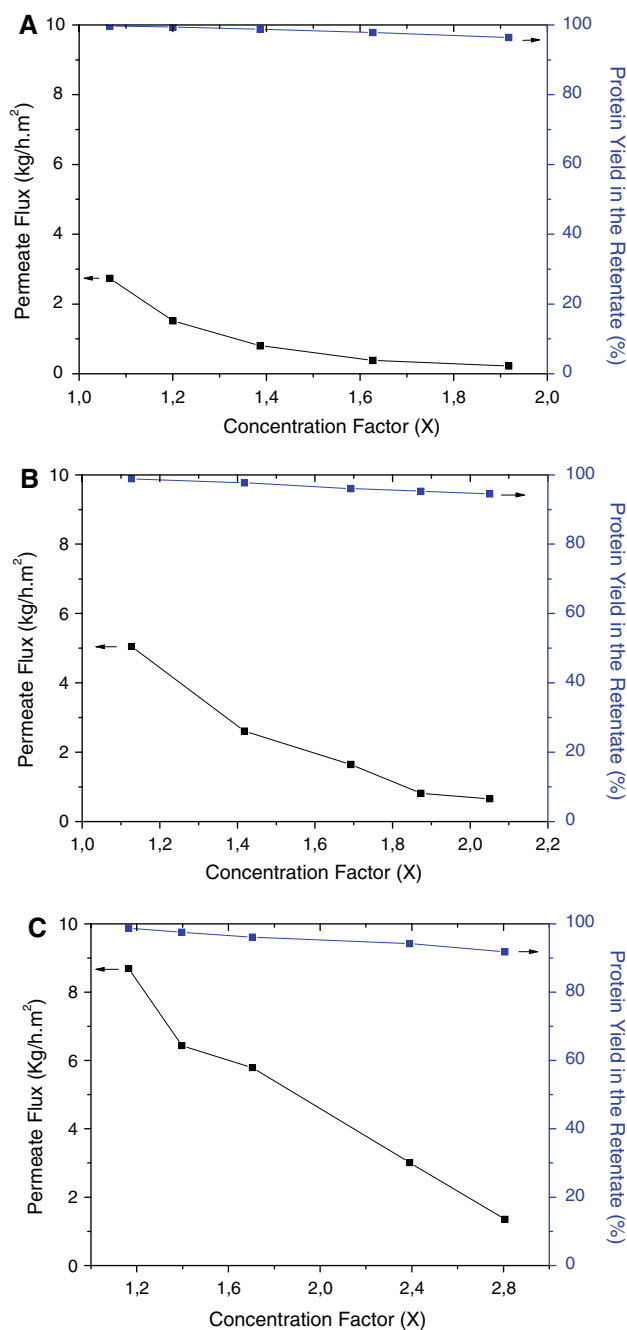 A
Permeate Flux (kg/h.m²)
10
8
6
4
2
0
100
80
60
40
20
0
Protein Yield in the Retentate (%)
1,0 1,2 1,4 1,6 1,8 2,0
Concentration Factor (X)
B
Permeate Flux (kg/h.m²)
10
8
6
4
2
0
100
80
60
40
20
0
Protein Yield in the Retentate (%)
1,0 1,2 1,4 1,6 1,8 2,0 2,2
Concentration Factor (X)
C
Permeate Flux (Kg/h.m²)
10
8
6
4
2
0
100
80
60
40
20
0
Protein Yield in the Retentate (%)
1,2 1,6 2,0 2,4 2,8
Concentration Factor (X)